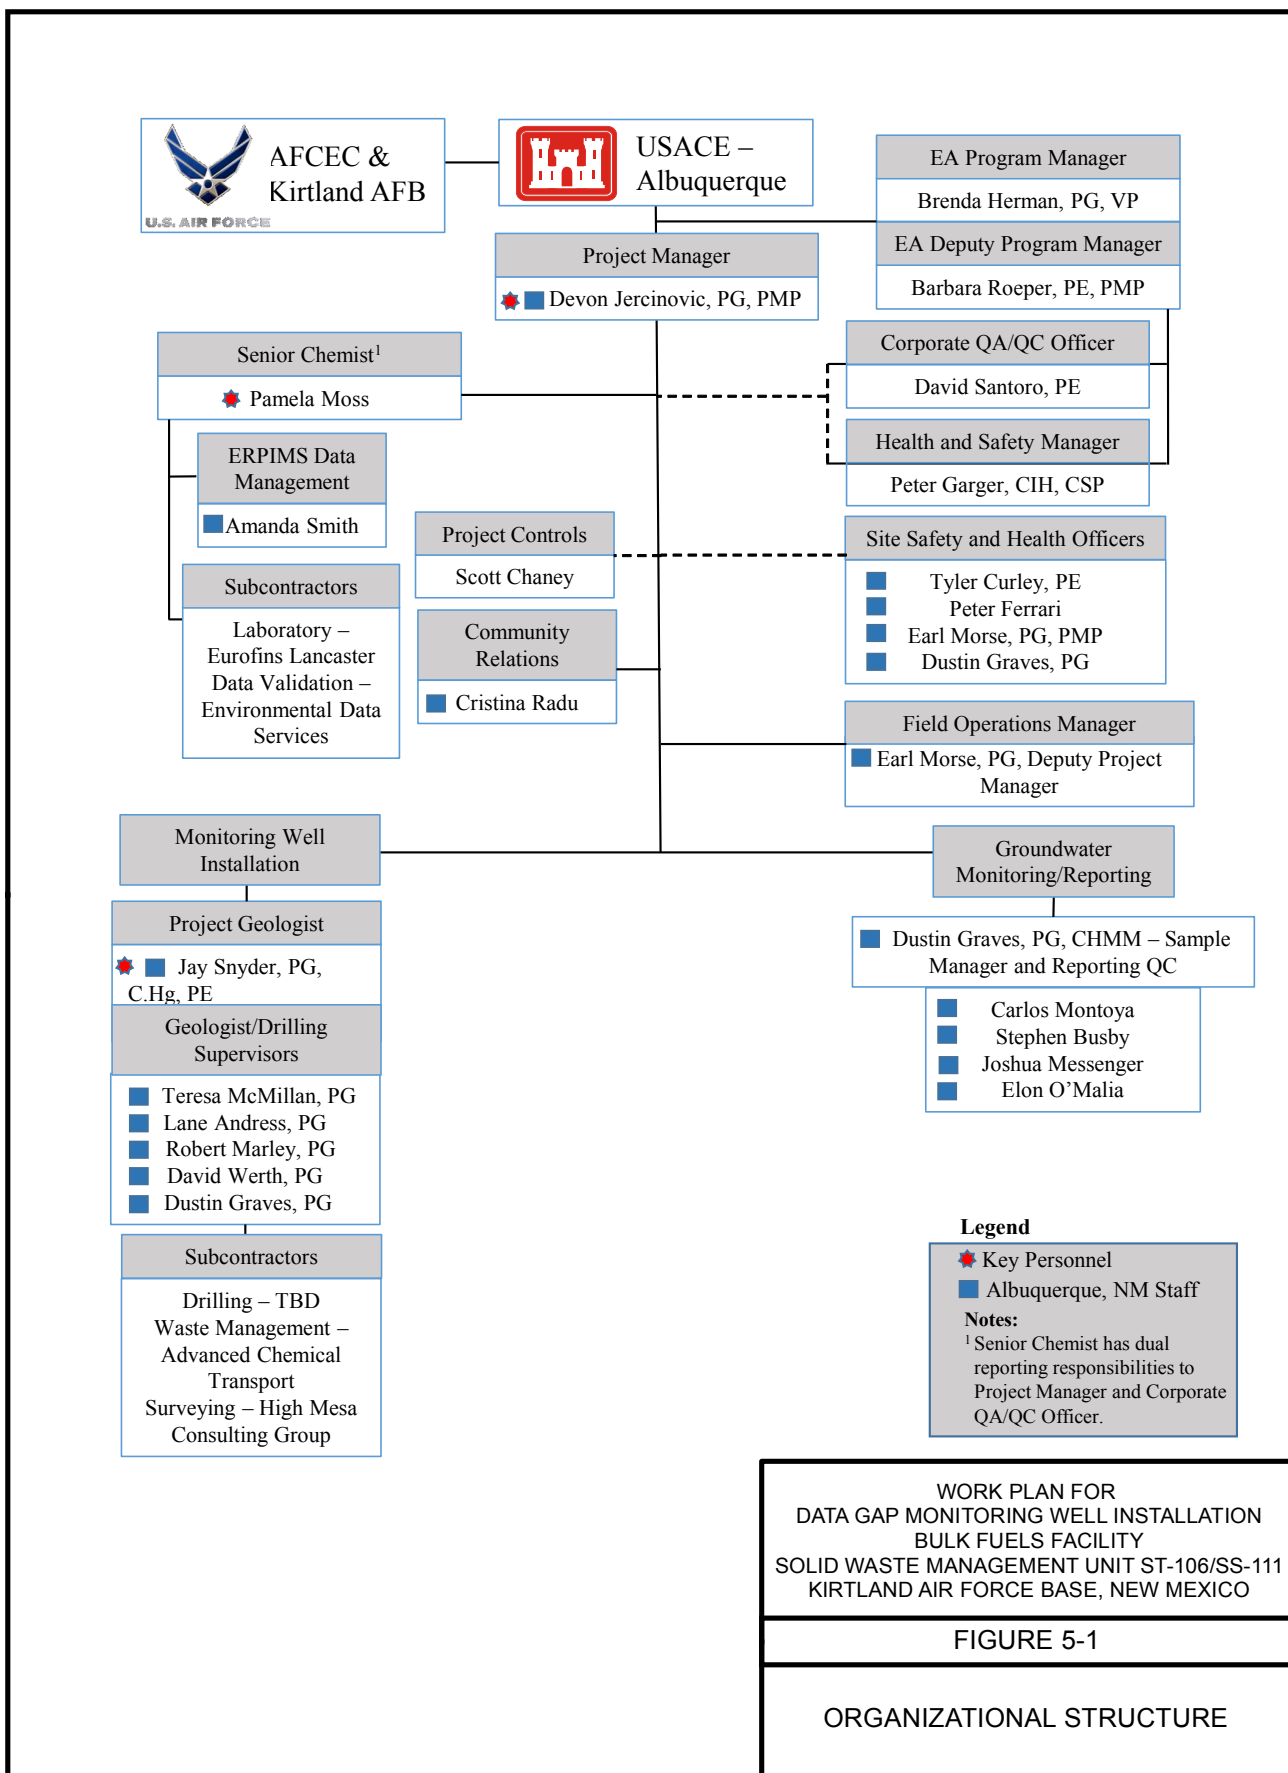 AFCEC &
Kirtland AFB
U.S. AIR FORCE
USACE –
Albuquerque
EA Program Manager
Brenda Herman, PG, VP
EA Deputy Program Manager
Barbara Roeper, PE, PMP
Project Manager
Devon Jercinovic, PG, PMP
Senior Chemist¹
Pamela Moss
Corporate QA/QC Officer
David Santoro, PE
Health and Safety Manager
Peter Garger, CIH, CSP
ERPIMS Data
Management
Amanda Smith
Project Controls
Scott Chaney
Site Safety and Health Officers
Tyler Curley, PE
Peter Ferrari
Earl Morse, PG, PMP
Dustin Graves, PG
Subcontractors
Laboratory –
Eurofins Lancaster
Data Validation –
Environmental Data
Services
Community
Relations
Cristina Radu
Field Operations Manager
Earl Morse, PG, Deputy Project
Manager
Monitoring Well
Installation
Groundwater
Monitoring/Reporting
Project Geologist
Jay Snyder, PG,
C.Hg, PE
Dustin Graves, PG, CHMM – Sample
Manager and Reporting QC
Carlos Montoya
Stephen Busby
Joshua Messenger
Elon O’Malia
Geologist/Drilling
Supervisors
Teresa McMillan, PG
Lane Andress, PG
Robert Marley, PG
David Werth, PG
Dustin Graves, PG
Subcontractors
Drilling – TBD
Waste Management –
Advanced Chemical
Transport
Surveying – High Mesa
Consulting Group
Legend
Key Personnel
Albuquerque, NM Staff
Notes:
¹ Senior Chemist has dual
reporting responsibilities to
Project Manager and Corporate
QA/QC Officer.
WORK PLAN FOR
DATA GAP MONITORING WELL INSTALLATION
BULK FUELS FACILITY
SOLID WASTE MANAGEMENT UNIT ST-106/SS-111
KIRTLAND AIR FORCE BASE, NEW MEXICO
FIGURE 5-1
ORGANIZATIONAL STRUCTURE